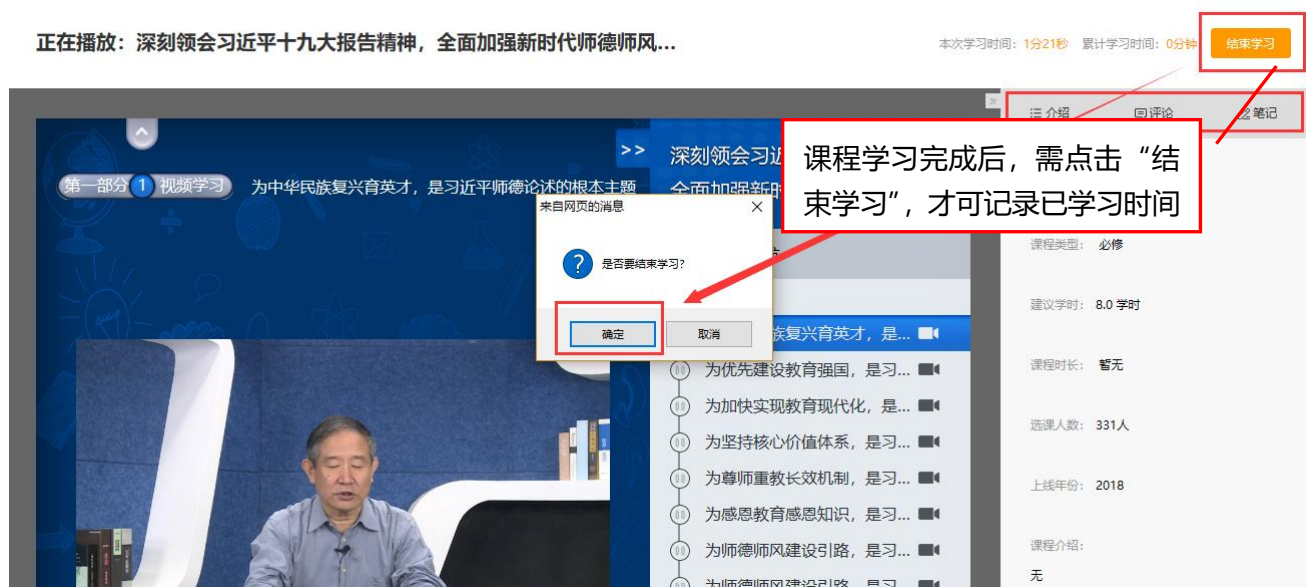 正在播放：深刻领会习近平十九大报告精神，全面加强新时代师德师风...
本次学习时间：1分21秒 累计学习时间：0分钟
结束学习
介绍
评论
笔记
课程学习完成后，需点击“结
束学习”，才可记录已学习时间
>>
深刻领会习近
全面加强新时
第一部分 1 视频学习
为中华民族复兴育英才，是习近平师德论述的根本主题
来自网页的消息
是否要结束学习?
确定
取消
族复兴育英才，是...
为优先建设教育强国，是习...
为加快实现教育现代化，是...
为坚持核心价值体系，是习...
为尊师重教长效机制，是习...
为感恩教育感恩知识，是习...
为师德师风建设引路，是习...
为师德师风建设引路，是习...
课程类型： 必修
建议学时： 8.0 学时
课程时长： 暂无
选课人数： 331人
上线年份： 2018
课程介绍：
无